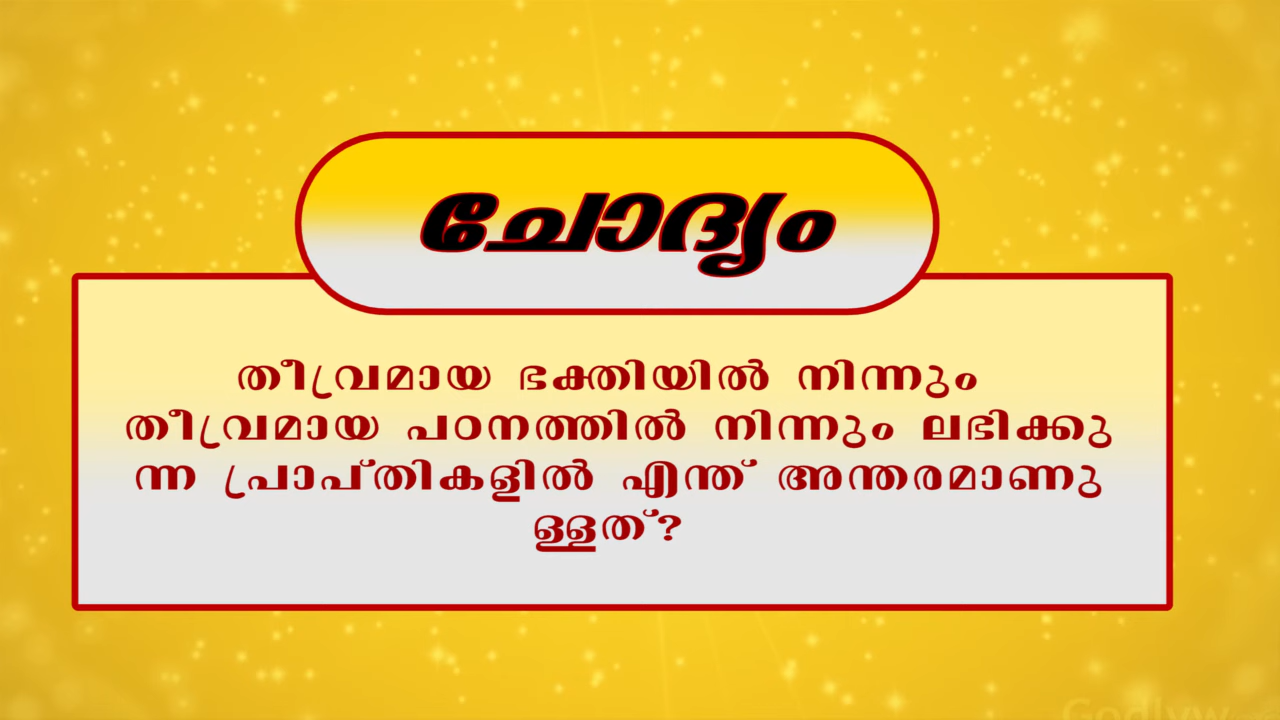 ചോദ്യം
തീവ്രമായ ഭക്തിയിൽ നിന്നും
തീവ്രമായ പഠനത്തിൽ നിന്നും ലഭിക്കു
ന്ന പ്രാപ്തികളിൽ എന്ത് അന്തരമാണു
ള്ളത്?